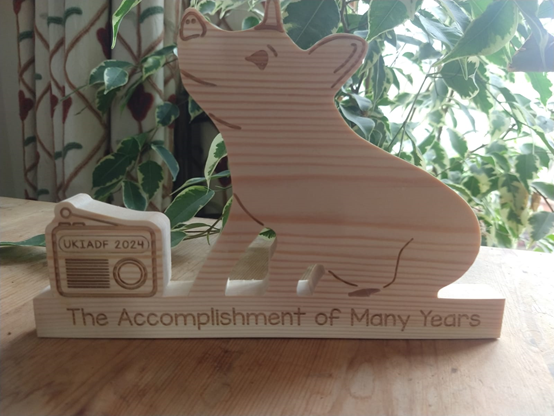 UKIADF 2024
The Accomplishment of Many Years